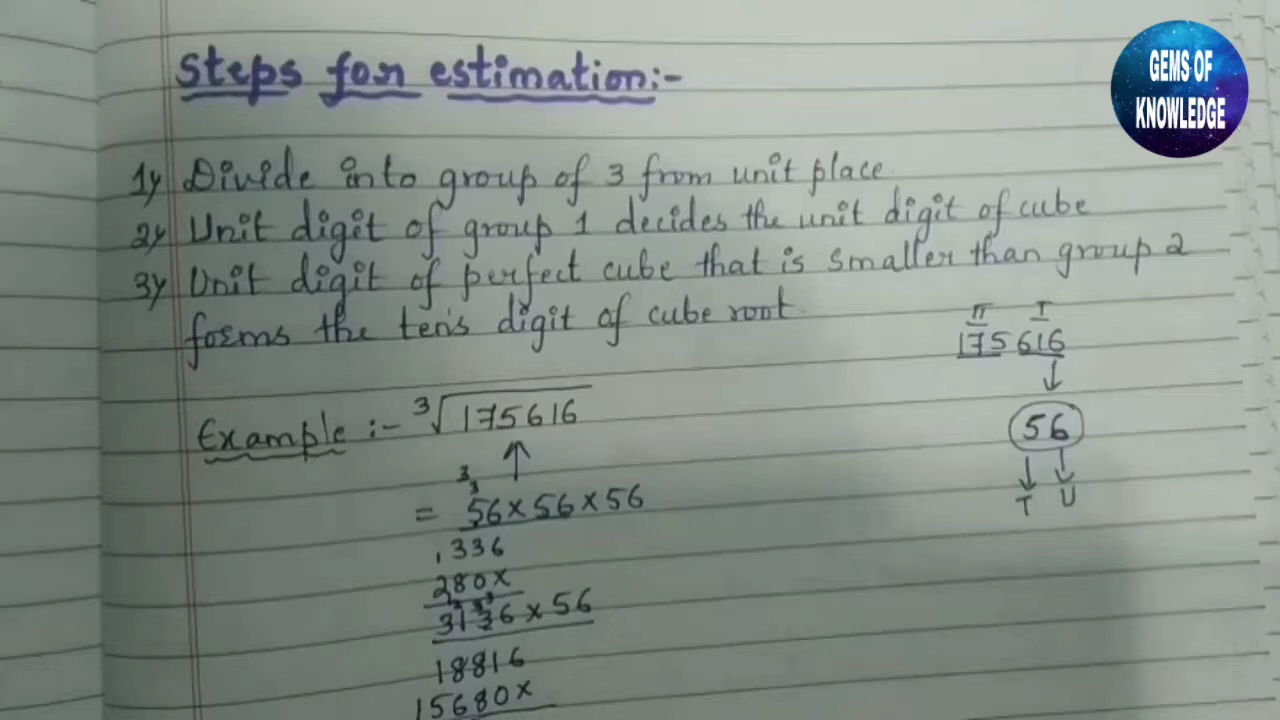 Steps for estimation:-
GEMS OF
KNOWLEDGE
1) Divide into group of 3 from unit place
2) Unit digit of group 1 decides the unit digit of cube
3) Unit digit of perfect cube that is smaller than group 2
forms the ten's digit of cube root
II I
175 616
56
T U
Example :- ³√175616
3
3
= 56×56×56
336
280×
3136×56
18816
15680×